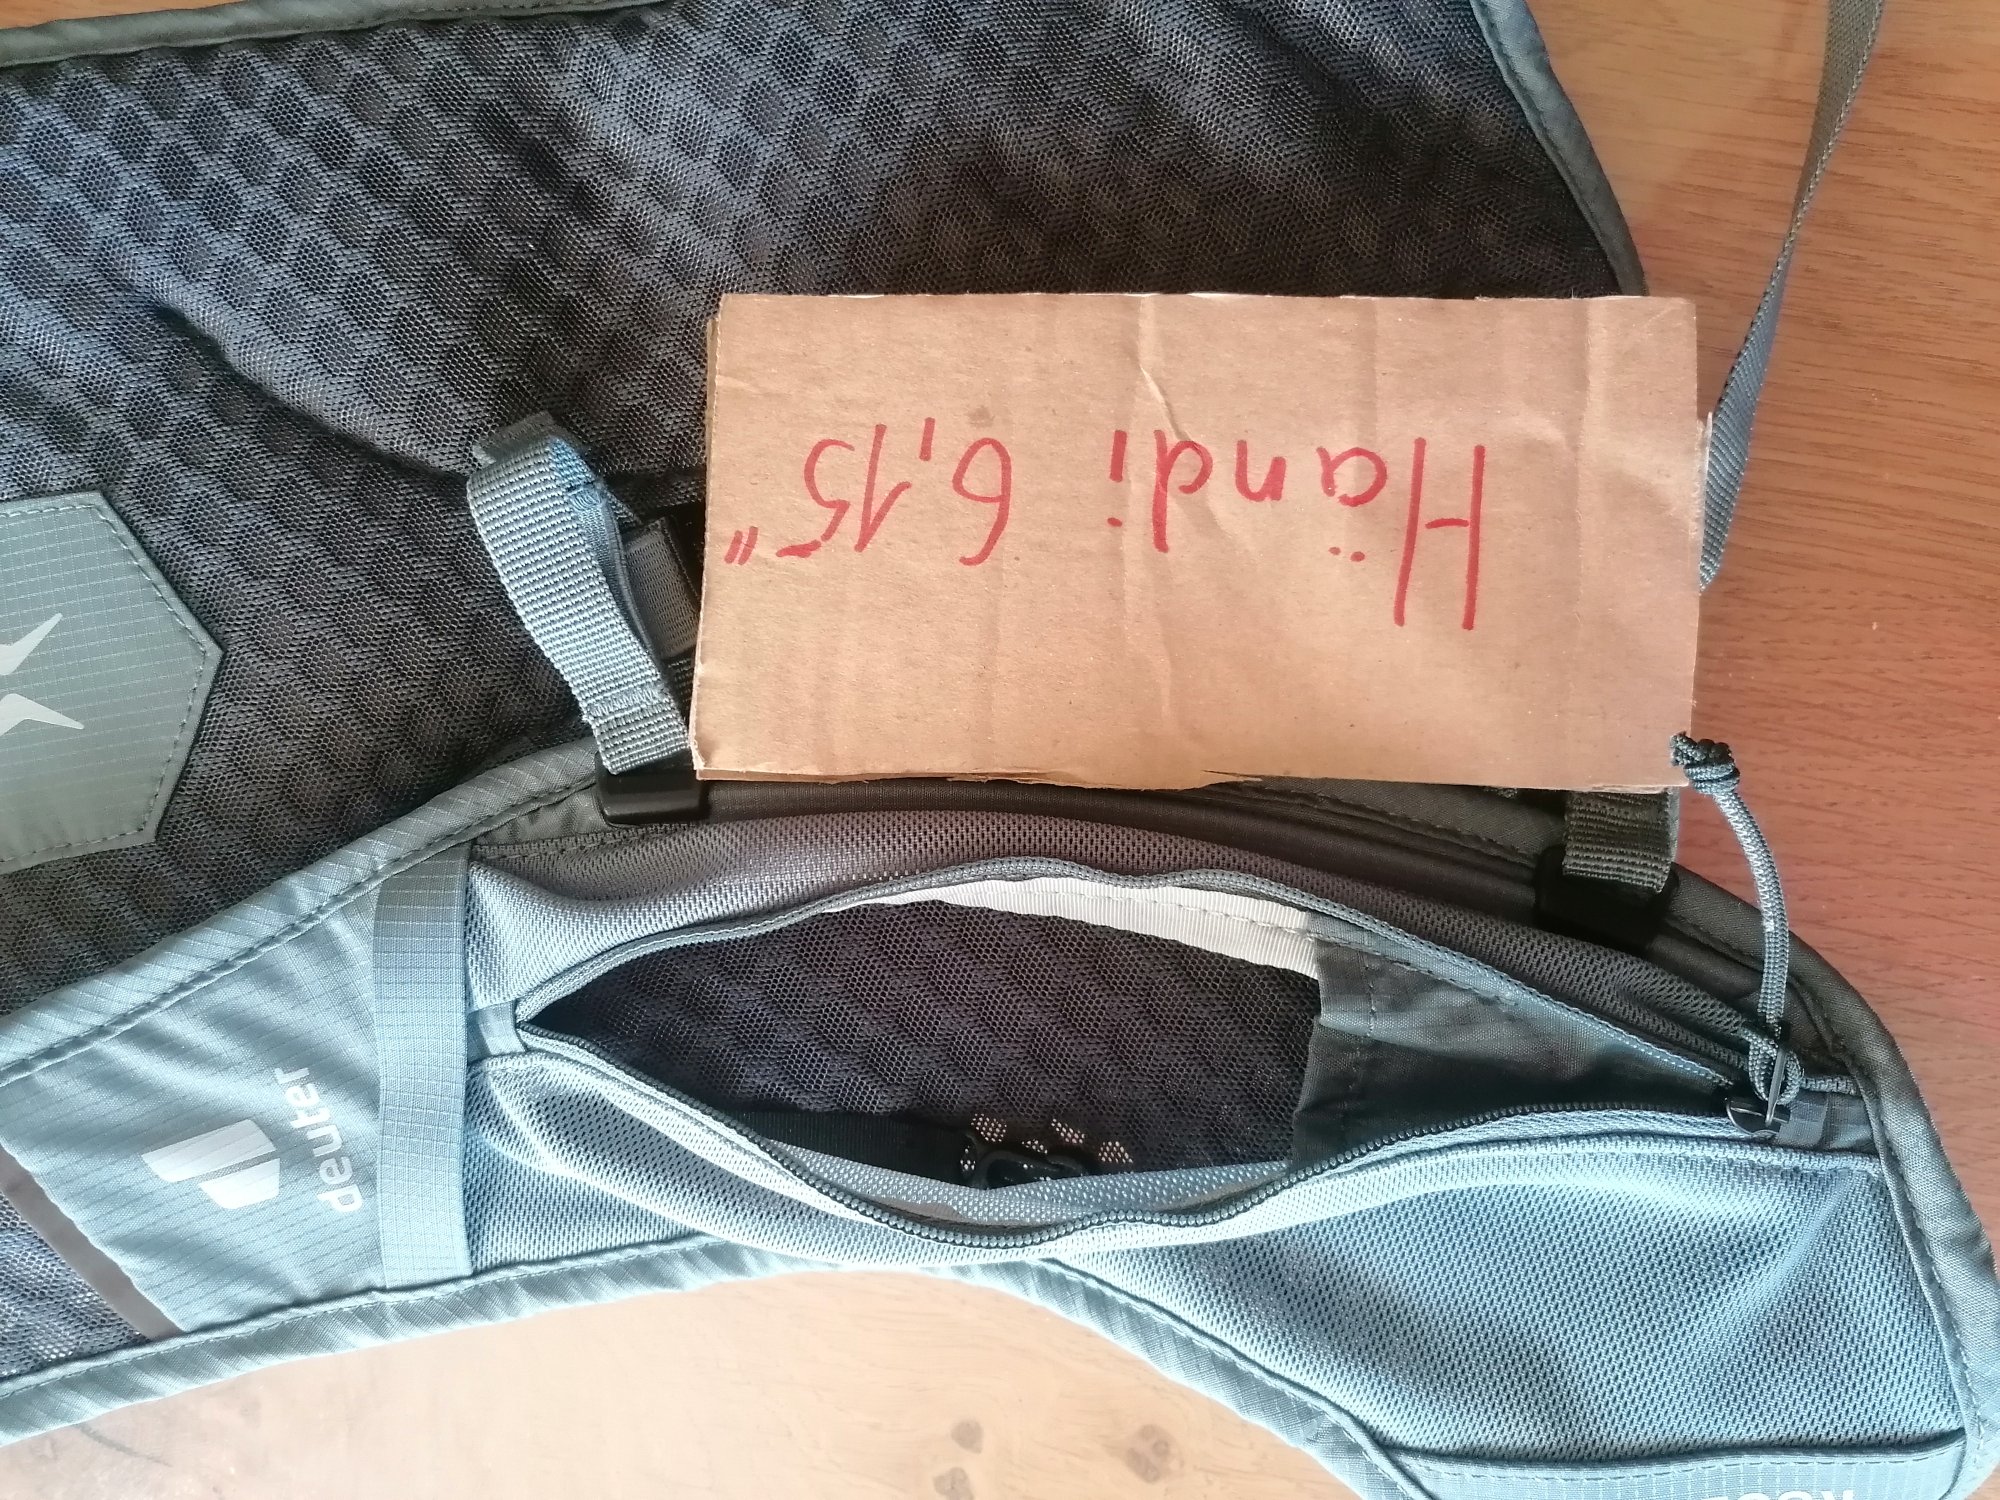 Händi 6,15"
deuter